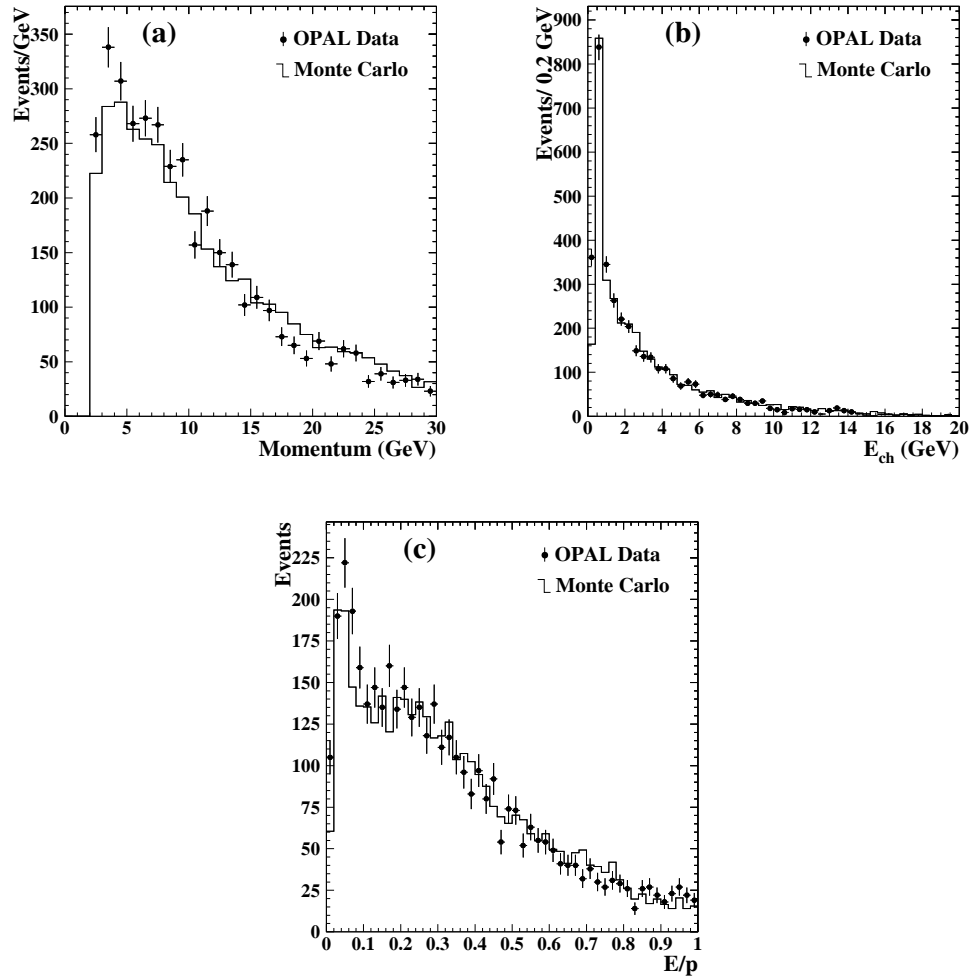 (a)
OPAL Data
Monte Carlo
Events/GeV
350
300
250
200
150
100
50
0
0 5 10 15 20 25 30
Momentum (GeV)
(b)
OPAL Data
Monte Carlo
Events/ 0.2 GeV
900
800
700
600
500
400
300
200
100
0
0 2 4 6 8 10 12 14 16 18 20
E_ch (GeV)
(c)
OPAL Data
Monte Carlo
Events
225
200
175
150
125
100
75
50
25
0
0 0.1 0.2 0.3 0.4 0.5 0.6 0.7 0.8 0.9 1
E/p